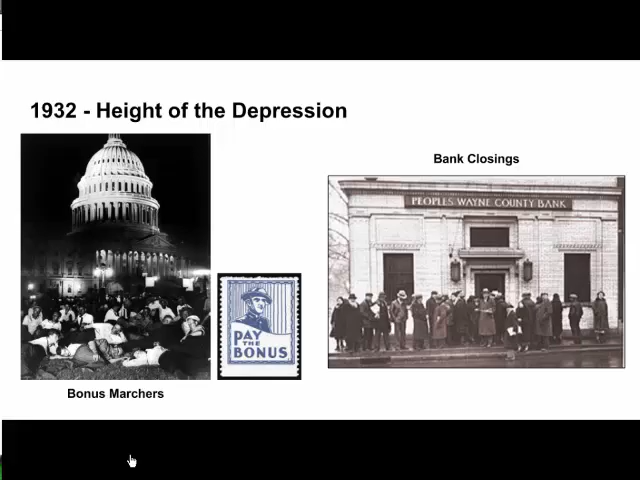 1932 - Height of the Depression
Bank Closings
PEOPLES WAYNE COUNTY BANK
PAY
THE
BONUS
Bonus Marchers